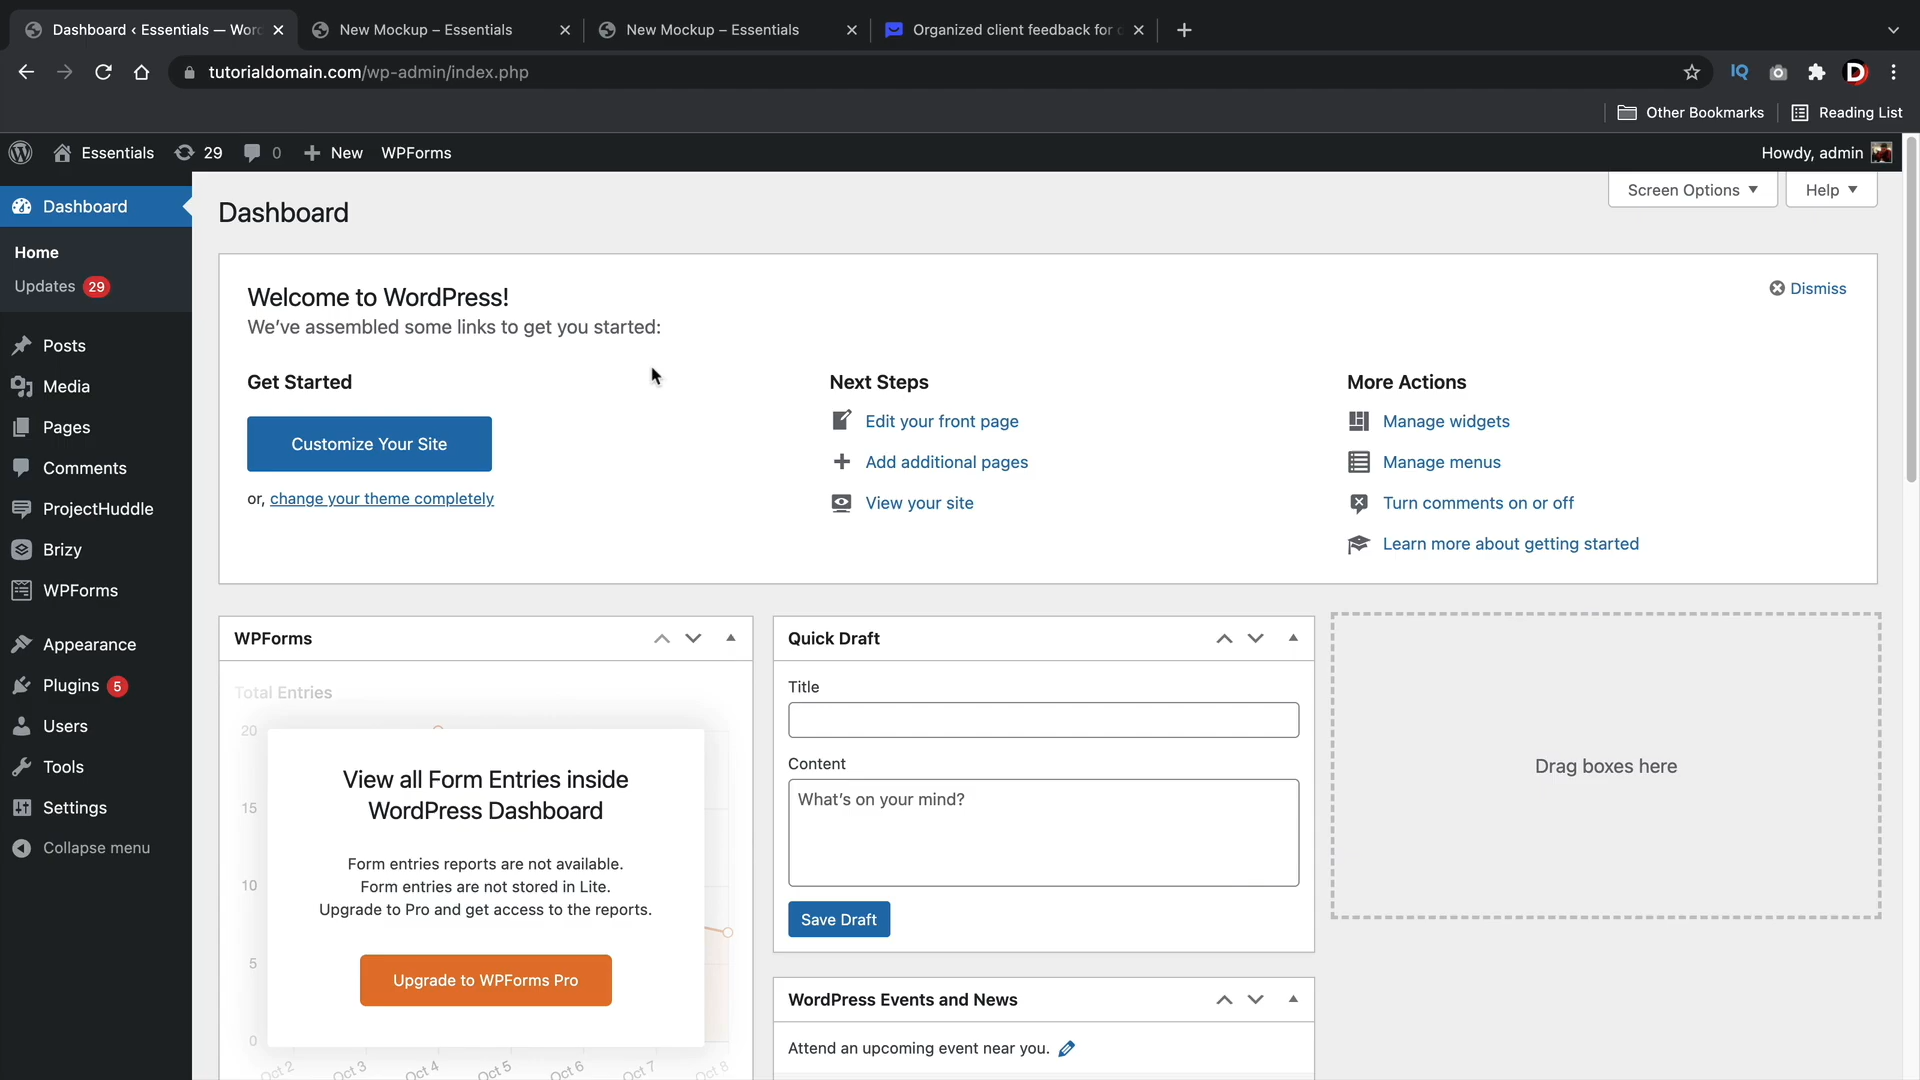 Dashboard ‹ Essentials — Wor
New Mockup – Essentials
New Mockup – Essentials
Organized client feedback for c
tutorialdomain.com/wp-admin/index.php
IQ
D
Other Bookmarks
Reading List
Essentials
29
0
New
WPForms
Howdy, admin
Dashboard
Home
Updates 29
Posts
Media
Pages
Comments
ProjectHuddle
Brizy
WPForms
Appearance
Plugins 5
Users
Tools
Settings
Collapse menu
Screen Options
Help
Dashboard
Welcome to WordPress!
We’ve assembled some links to get you started:
Dismiss
Get Started
Customize Your Site
or, change your theme completely
Next Steps
Edit your front page
Add additional pages
View your site
More Actions
Manage widgets
Manage menus
Turn comments on or off
Learn more about getting started
WPForms
Total Entries
20
15
10
5
0
Oct 2
Oct 3
Oct 4
Oct 5
Oct 6
Oct 7
Oct 8
View all Form Entries inside
WordPress Dashboard
Form entries reports are not available.
Form entries are not stored in Lite.
Upgrade to Pro and get access to the reports.
Upgrade to WPForms Pro
Quick Draft
Title
Content
What’s on your mind?
Save Draft
WordPress Events and News
Attend an upcoming event near you.
Drag boxes here